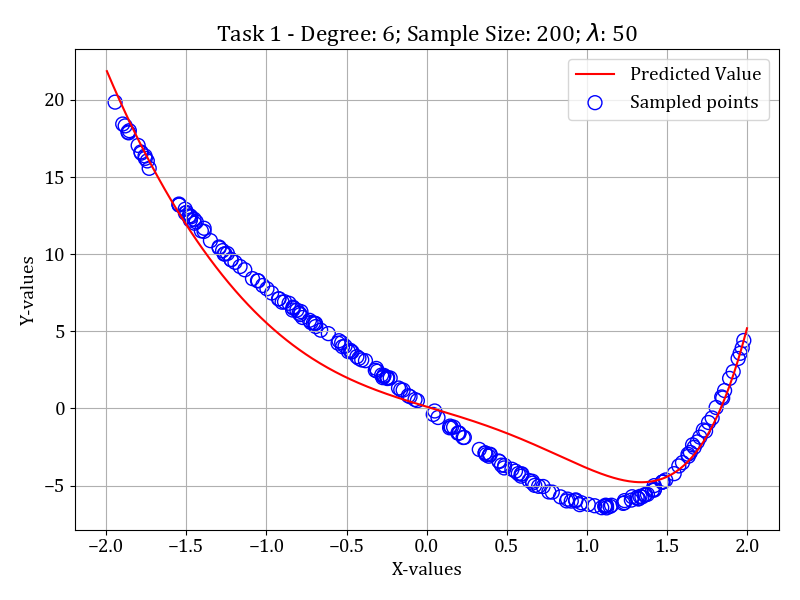 Task 1 - Degree: 6; Sample Size: 200; λ: 50
Predicted Value
Sampled points
20
15
10
5
0
−5
Y-values
−2.0 −1.5 −1.0 −0.5 0.0 0.5 1.0 1.5 2.0
X-values